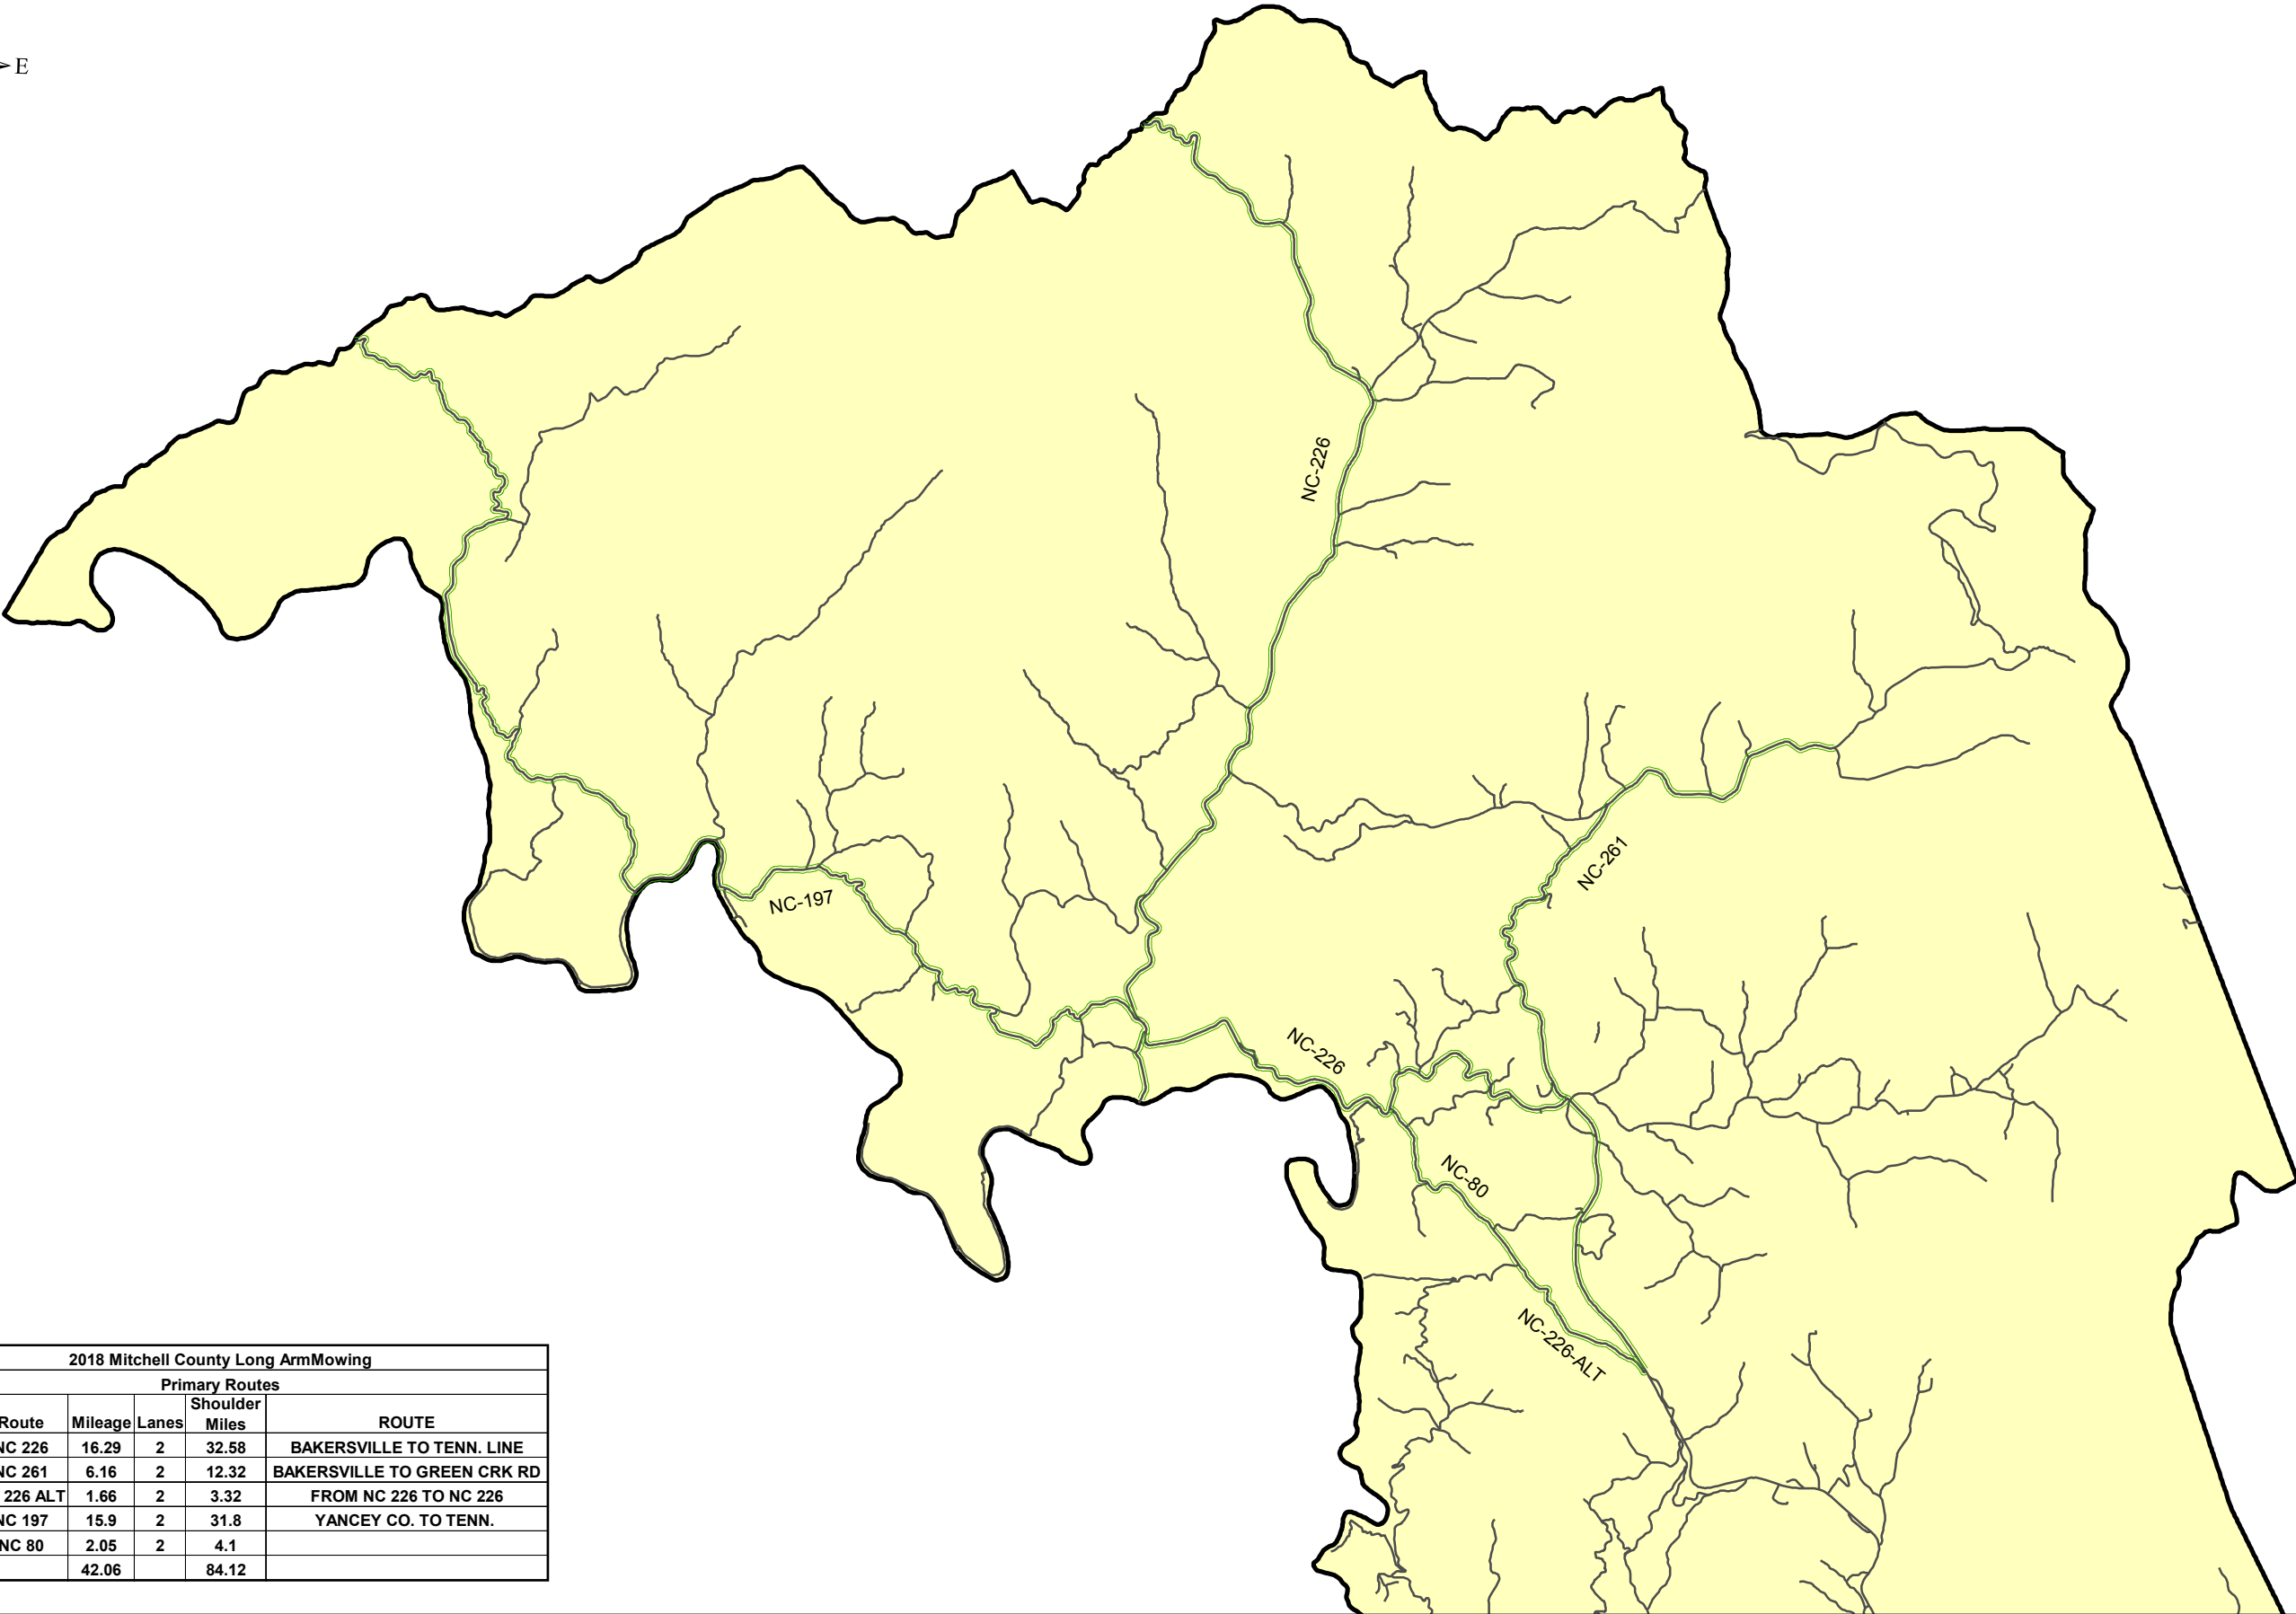 E
NC-226
NC-261
NC-197
NC-226
NC-80
NC-226-ALT
2018 Mitchell County Long ArmMowing
Primary Routes
Route Mileage Lanes Shoulder Miles ROUTE
NC 226 16.29 2 32.58 BAKERSVILLE TO TENN. LINE
NC 261 6.16 2 12.32 BAKERSVILLE TO GREEN CRK RD
226 ALT 1.66 2 3.32 FROM NC 226 TO NC 226
NC 197 15.9 2 31.8 YANCEY CO. TO TENN.
NC 80 2.05 2 4.1
42.06 84.12